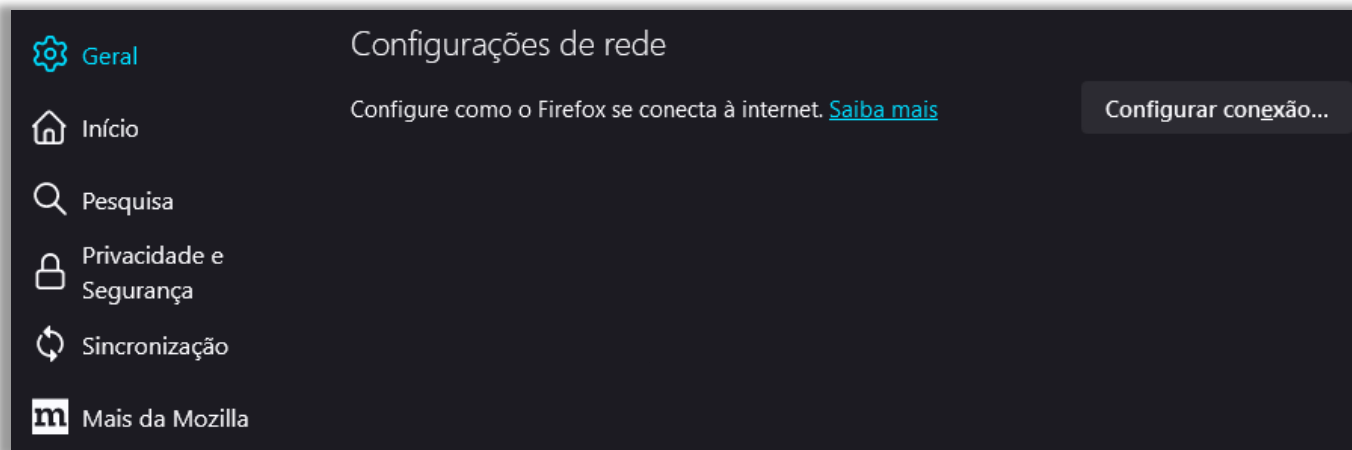 Geral
Início
Pesquisa
Privacidade e
Segurança
Sincronização
m Mais da Mozilla
Configurações de rede
Configure como o Firefox se conecta à internet. Saiba mais
Configurar conexão...